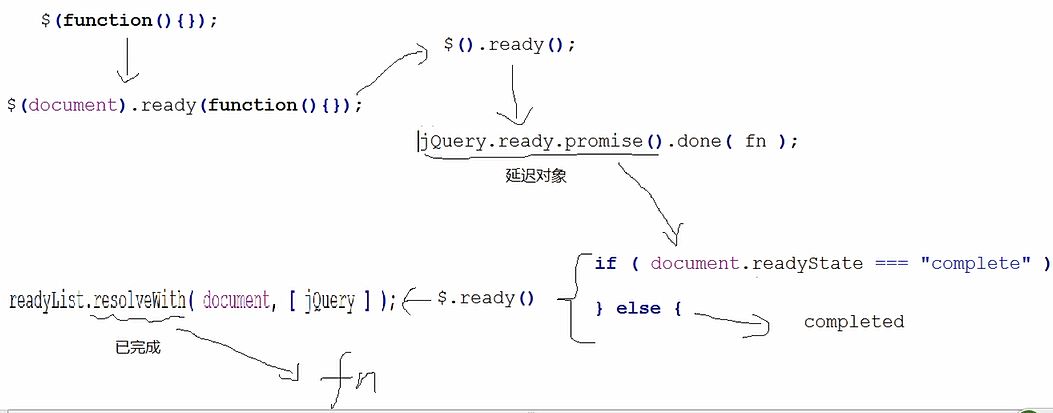 $(function(){});
$().ready();
$(document).ready(function(){});
jQuery.ready.promise().done( fn );
延迟对象
if ( document.readyState === "complete" )
readyList.resolveWith( document, [ jQuery ] );
$.ready()
} else {
completed
已完成
fn